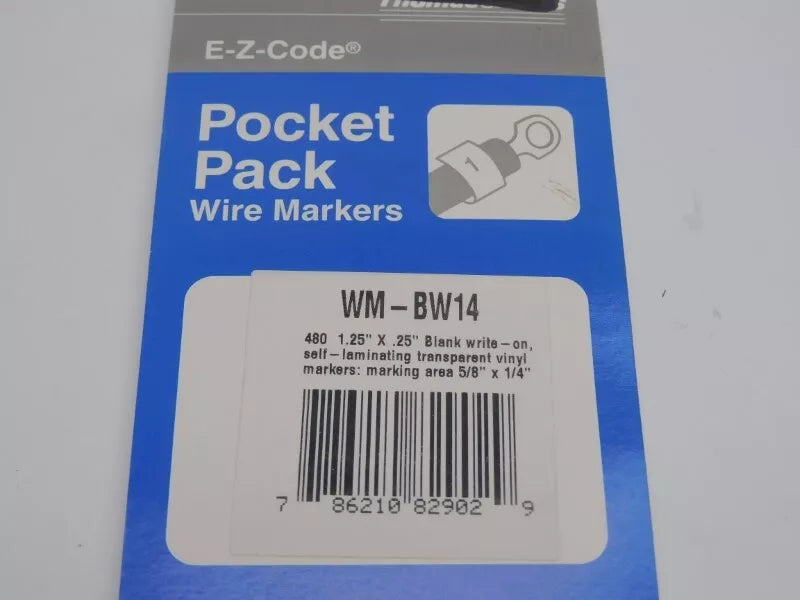 E-Z-Code®
Pocket
Pack
Wire Markers
1
WM-BW14
480 1.25" X .25" Blank write-on,
self-laminating transparent vinyl
markers: marking area 5/8" x 1/4"
7 86210 82902 9